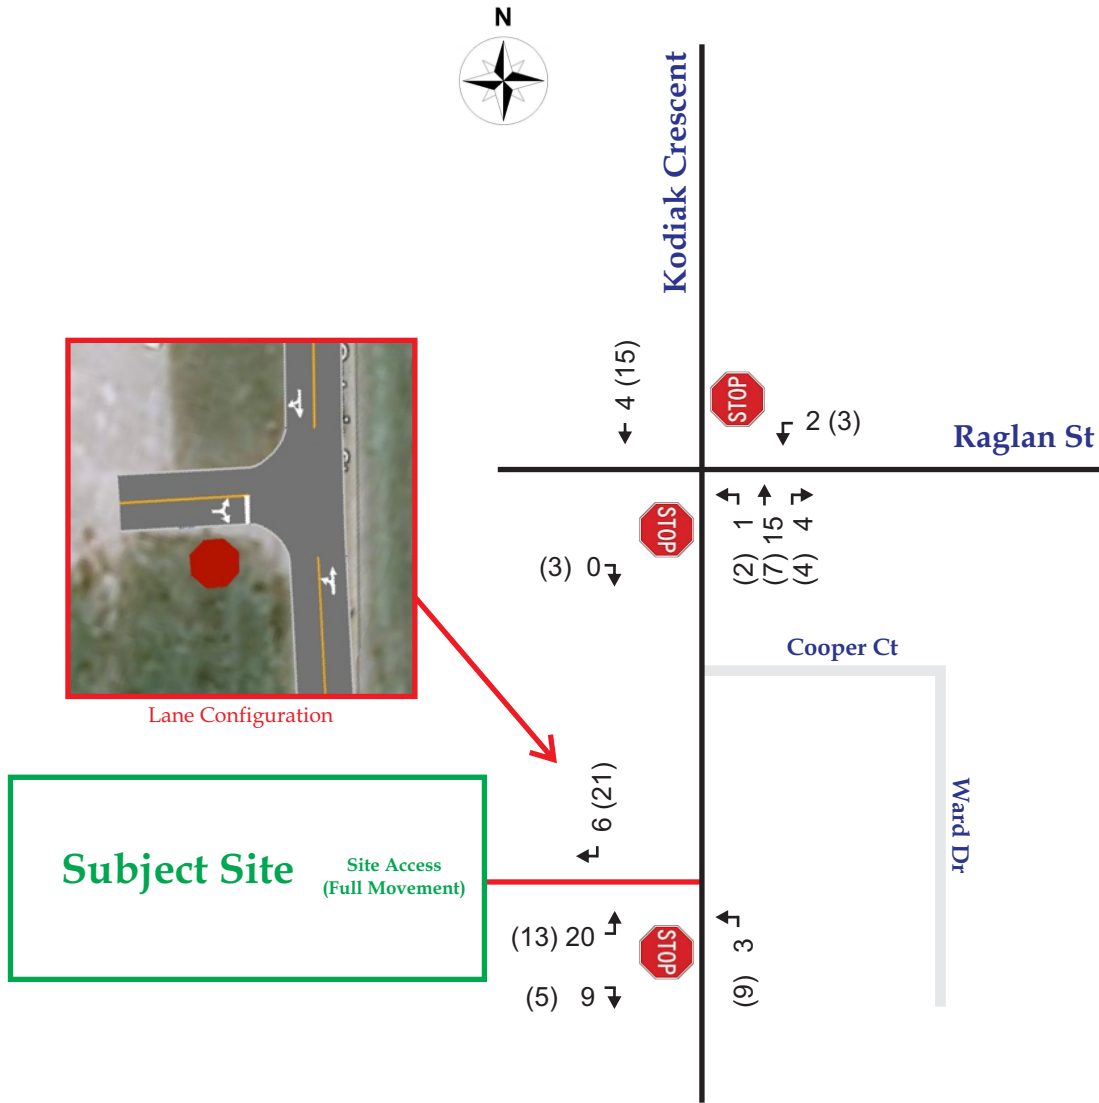 N
Kodiak Crescent
4 (15)
STOP
2 (3)
Raglan St
STOP
(2) 1
(7) 15
(4) 4
(3) 0
Cooper Ct
Lane Configuration
6 (21)
Ward Dr
Subject Site
Site Access
(Full Movement)
(13) 20
STOP
(9) 3
(5) 9